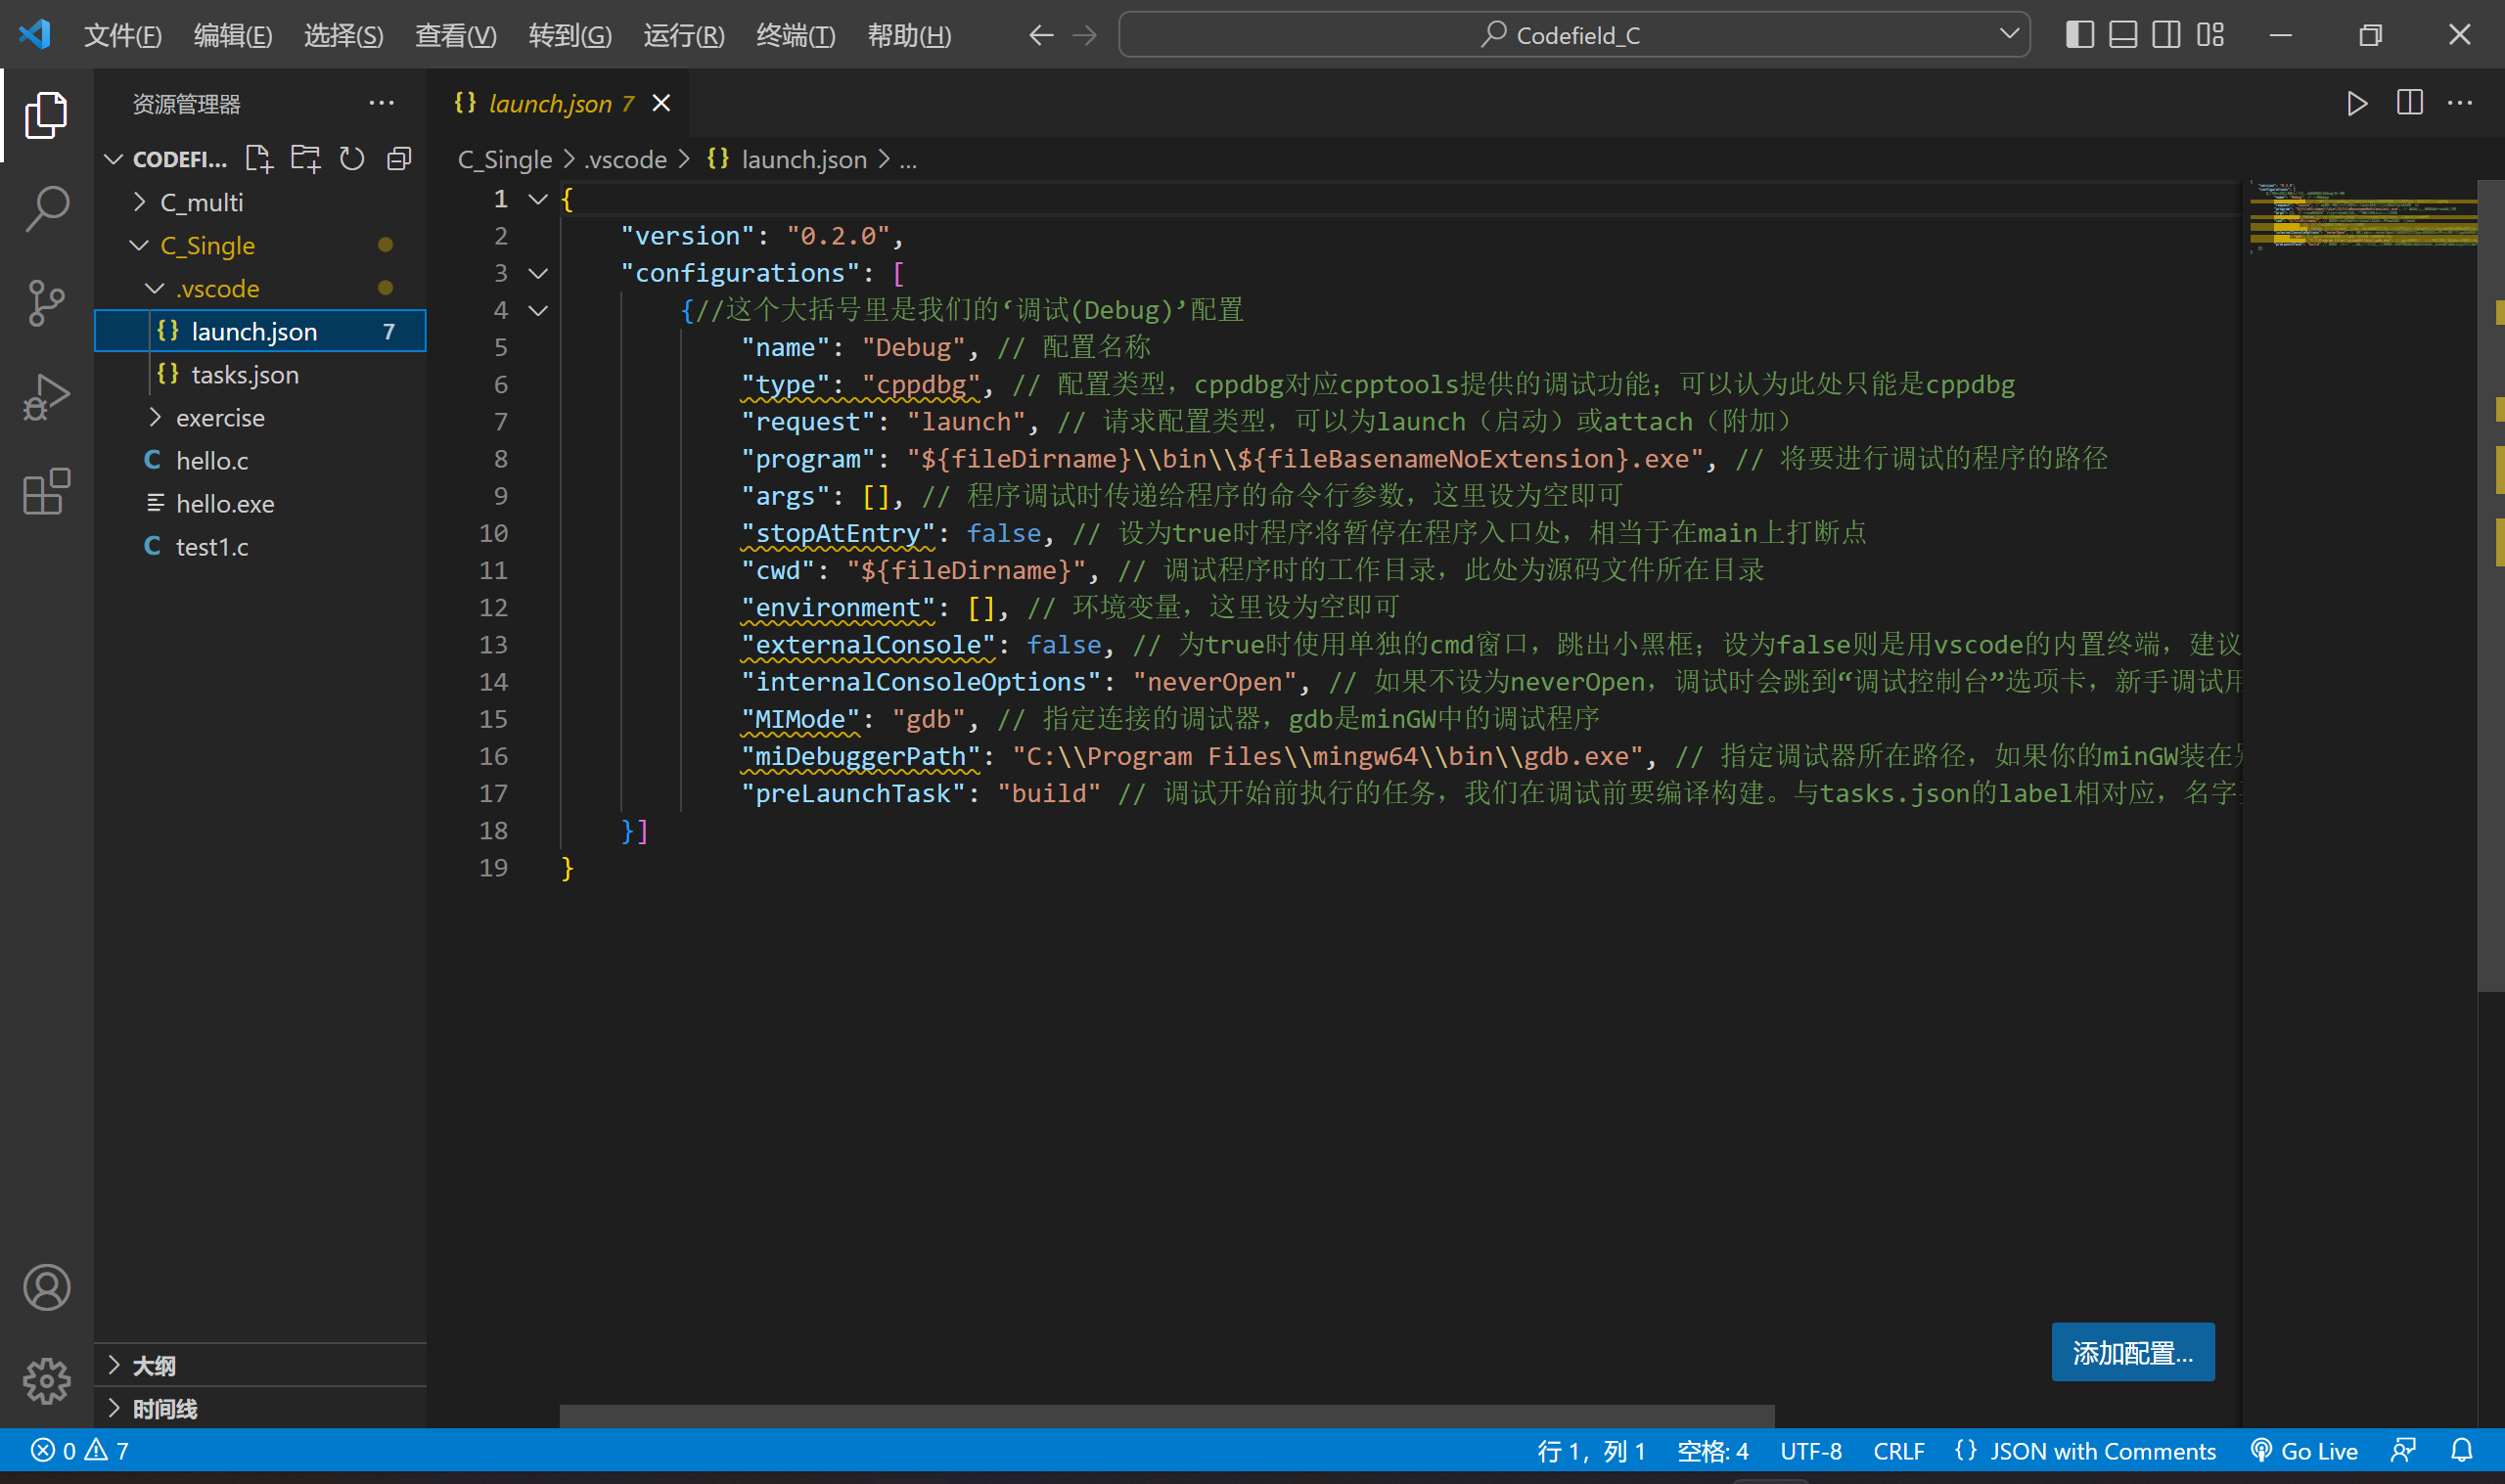 文件(F) 编辑(E) 选择(S) 查看(V) 转到(G) 运行(R) 终端(T) 帮助(H) Codefield_C
资源管理器
CODEFI...
C_multi
C_Single
.vscode
launch.json 7
tasks.json
exercise
hello.c
hello.exe
test1.c
大纲
时间线
launch.json 7
C_Single > .vscode > {} launch.json > ...
1 {
2 "version": "0.2.0",
3 "configurations": [
4 {//这个大括号里是我们的‘调试(Debug)’配置
5 "name": "Debug", // 配置名称
6 "type": "cppdbg", // 配置类型，cppdbg对应cpptools提供的调试功能；可以认为此处只能是cppdbg
7 "request": "launch", // 请求配置类型，可以为launch（启动）或attach（附加）
8 "program": "${fileDirname}\\bin\\${fileBasenameNoExtension}.exe", // 将要进行调试的程序的路径
9 "args": [], // 程序调试时传递给程序的命令行参数，这里设为空即可
10 "stopAtEntry": false, // 设为true时程序将暂停在程序入口处，相当于在main上打断点
11 "cwd": "${fileDirname}", // 调试程序时的工作目录，此处为源码文件所在目录
12 "environment": [], // 环境变量，这里设为空即可
13 "externalConsole": false, // 为true时使用单独的cmd窗口，跳出小黑框；设为false则是用vscode的内置终端，建议
14 "internalConsoleOptions": "neverOpen", // 如果不设为neverOpen，调试时会跳到“调试控制台”选项卡，新手调试用
15 "MIMode": "gdb", // 指定连接的调试器，gdb是minGW中的调试程序
16 "miDebuggerPath": "C:\\Program Files\\mingw64\\bin\\gdb.exe", // 指定调试器所在路径，如果你的minGW装在
17 "preLaunchTask": "build" // 调试开始前执行的任务，我们在调试前要编译构建。与tasks.json的label相对应，名字
18 }]
19 }
添加配置...
0 7 行 1，列 1 空格: 4 UTF-8 CRLF {} JSON with Comments Go Live